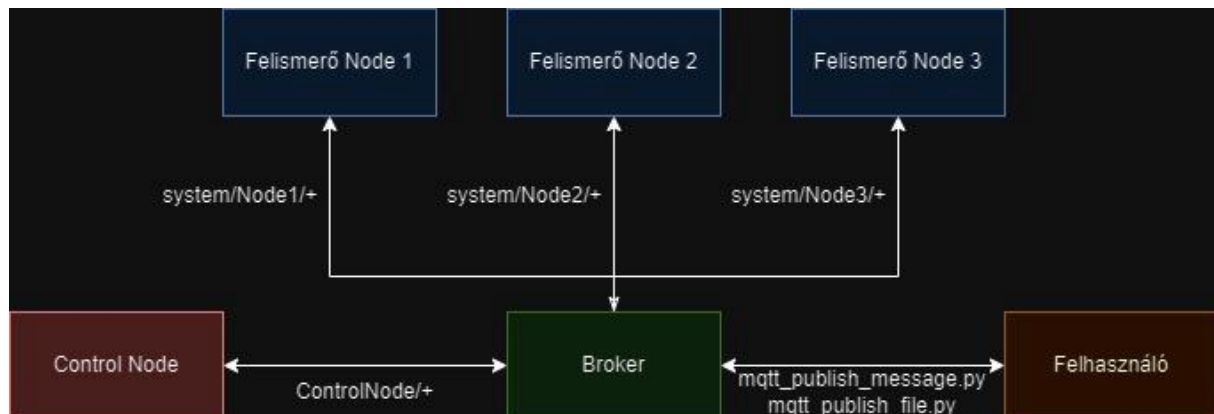 Felismerő Node 1
Felismerő Node 2
Felismerő Node 3
system/Node1/+
system/Node2/+
system/Node3/+
Control Node
ControlNode/+
Broker
mqtt_publish_message.py
mqtt_publish_file.py
Felhasználó